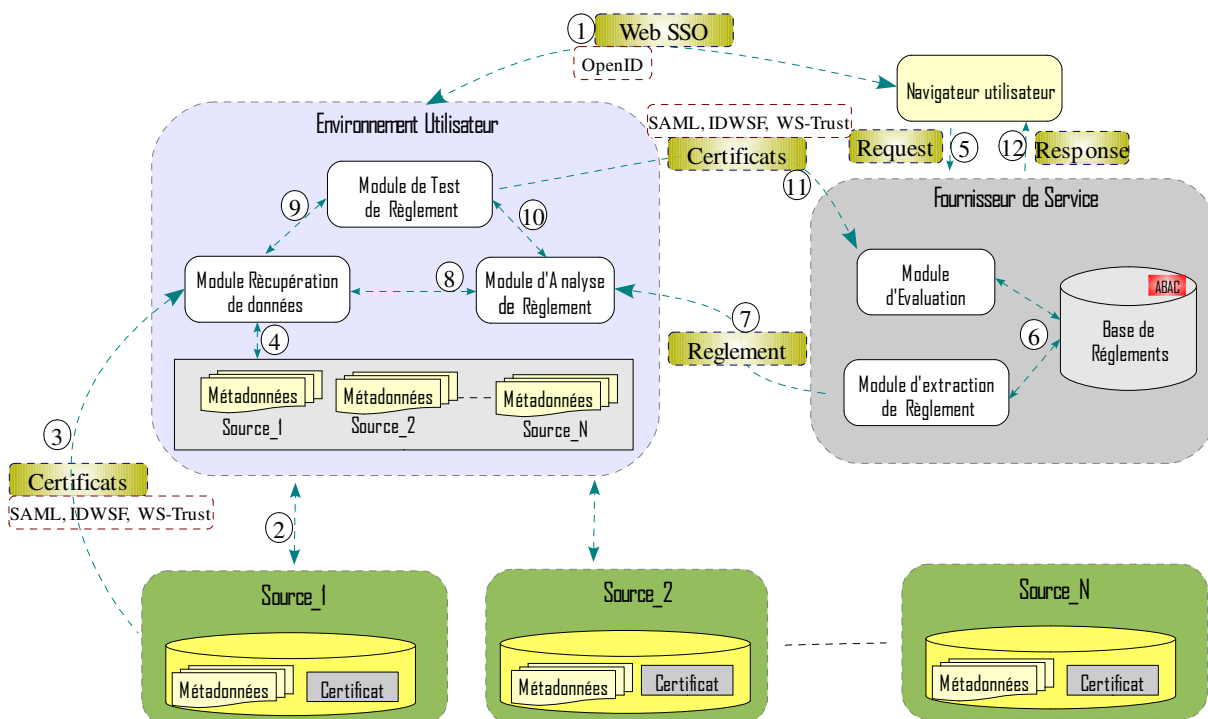 1
Web SSO
OpenID
Navigateur utilisateur
Environnement Utilisateur
SAML, IDWSF, WS-Trust
Certificats
11
Request
5
12
Response
Module de Test
de Règlement
9
10
Module Rècupération
de données
8
Module d'Analyse
de Règlement
4
7
Reglement
Fournisseur de Service
Module
d'Evaluation
ABAC
Base de
Réglements
6
Module d'extraction
de Règlement
Métadonnées
Source_1
Métadonnées
Source_2
Métadonnées
Source_N
3
Certificats
SAML, IDWSF, WS-Trust
2
Source_1
Métadonnées
Certificat
Source_2
Métadonnées
Certificat
Source_N
Métadonnées
Certificat